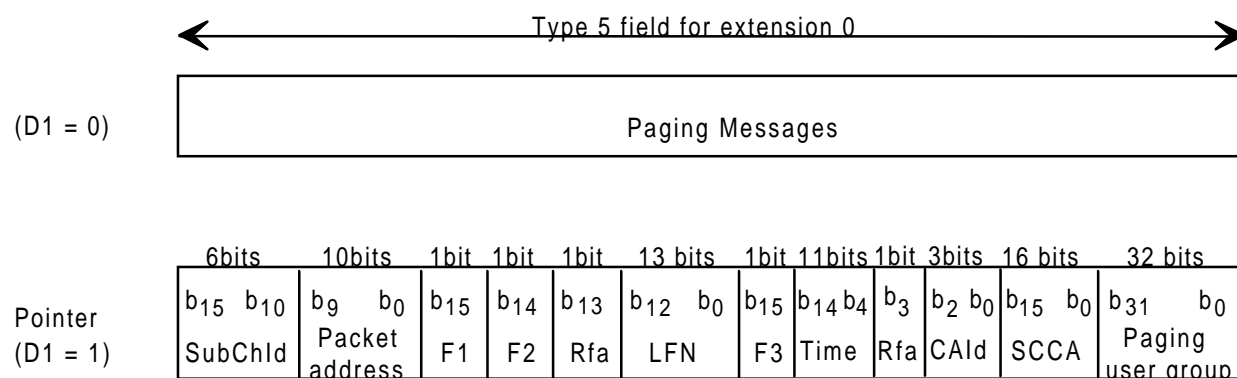 Type 5 field for extension 0
(D1 = 0)
Paging Messages
6bits 10bits 1bit 1bit 1bit 13 bits 1bit 11bits 1bit 3bits 16 bits 32 bits
Pointer
(D1 = 1)
b15 b10 b9 b0 b15 b14 b13 b12 b0 b15 b14 b4 b3 b2 b0 b15 b0 b31 b0
SubChId Packet address F1 F2 Rfa LFN F3 Time Rfa CAId SCCA Paging user group